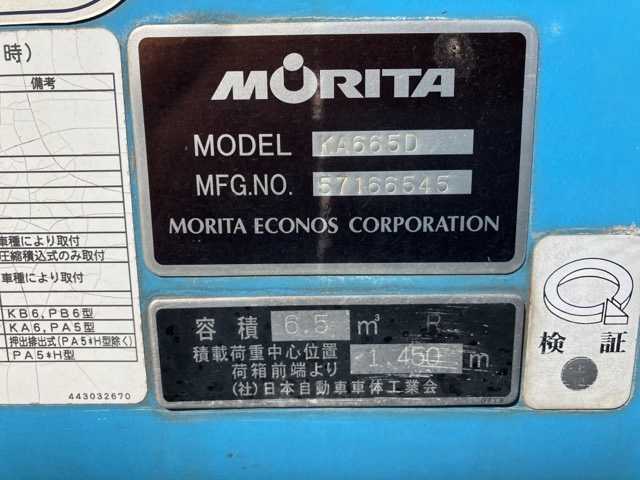 時)
備考
車種により取付
圧縮積込式のみ取付
車種により取付
KB6,PB6型
KA6,PA5型
押出排出式(PA5*H型除く)
PA5*H型
443032670
MORITA
MODEL KA665D
MFG.NO. 57166545
MORITA ECONOS CORPORATION
容積 6.5 m³ R
積載荷重中心位置
荷箱前端より 1,450 m
(社)日本自動車車体工業会
0779
検証